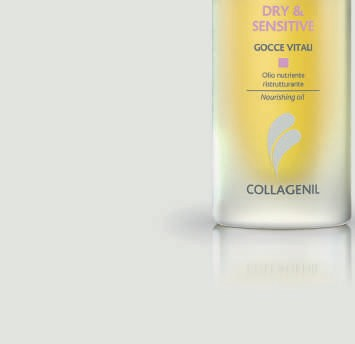 DRY &
SENSITIVE
GOCCE VITALI
Olio nutriente
ristrutturante
Nourishing oil
COLLAGENIL